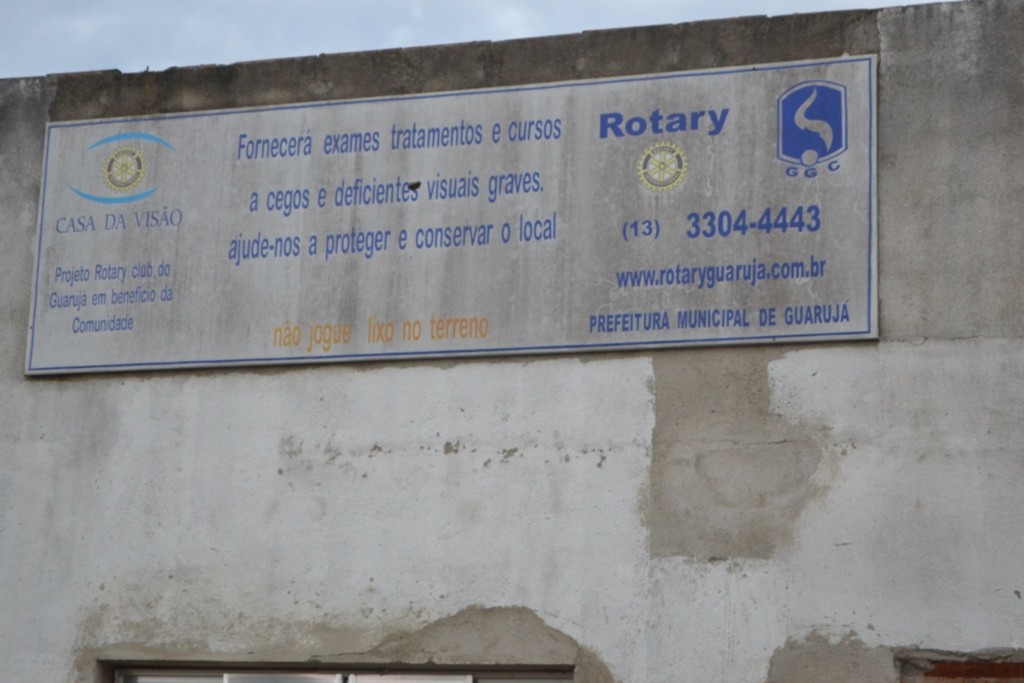 CASA DA VISÃO
Projeto Rotary club do
Guarujá em benefício da
Comunidade
Fornecerá exames tratamentos e cursos
a cegos e deficientes visuais graves.
ajude-nos a proteger e conservar o local
não jogue lixo no terreno
Rotary
GGC
(13) 3304-4443
www.rotaryguaruja.com.br
PREFEITURA MUNICIPAL DE GUARUJÁ